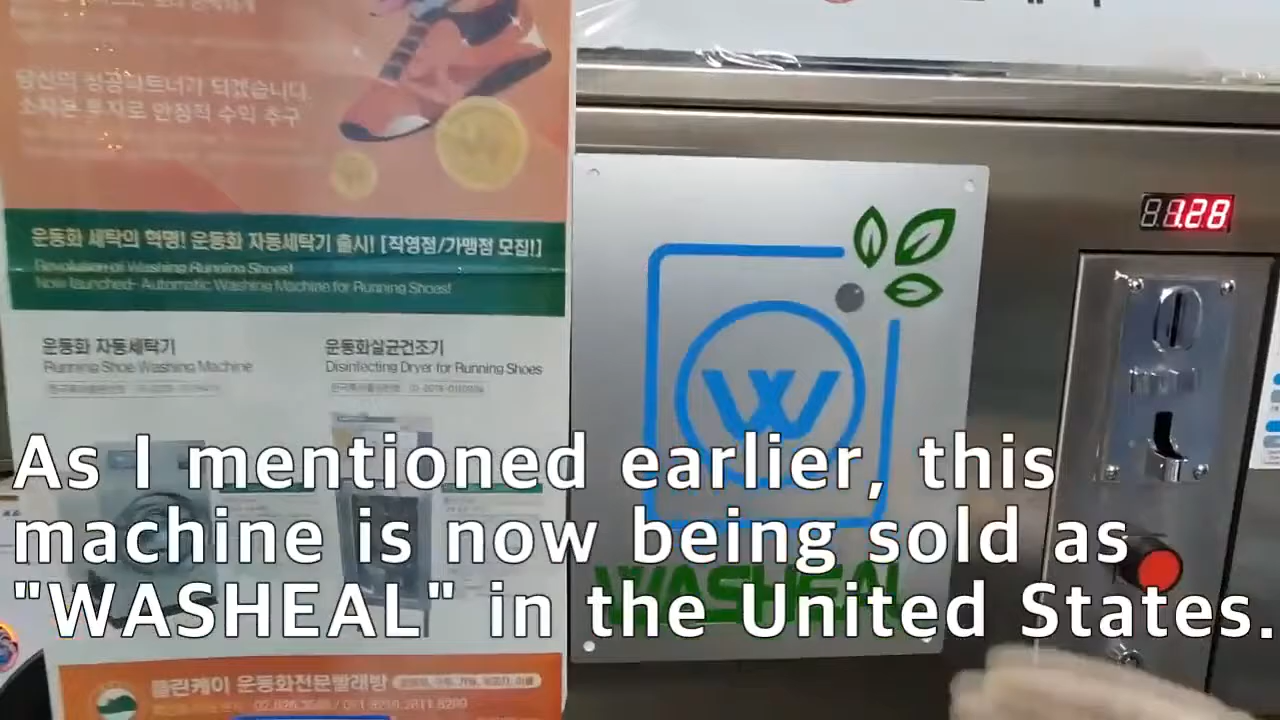 당신의 성공파트너가 되겠습니다.
소자본 투자로 안정적 수익 추구
운동화 세탁의 혁명! 운동화 자동세탁기 출시! [직영점/가맹점 모집!]
Revolution of Washing Running Shoes!
Now launched- Automatic Washing Machine for Running Shoes!
운동화 자동세탁기
Running Shoe Washing Machine
운동화살균건조기
Disinfecting Dryer for Running Shoes
W
WASHEAL
1.28
As I mentioned earlier, this
machine is now being sold as
"WASHEAL" in the United States.
클린케이 운동화전문빨래방